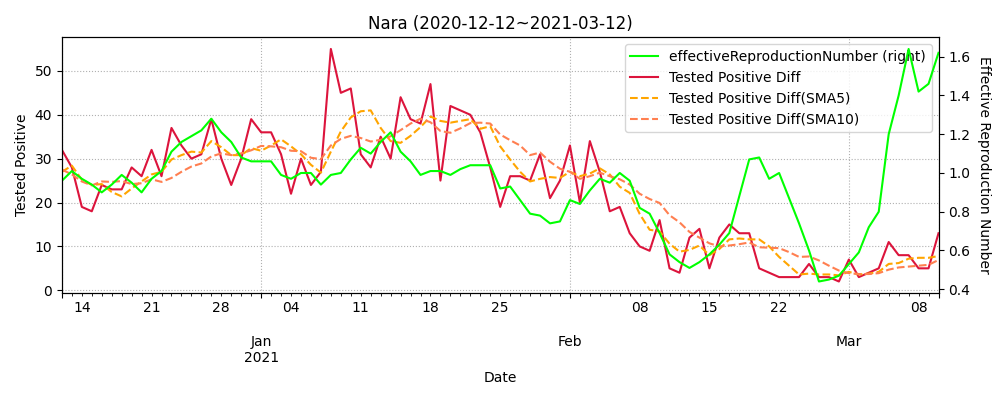 Nara (2020-12-12~2021-03-12)
effectiveReproductionNumber (right)
Tested Positive Diff
Tested Positive Diff(SMA5)
Tested Positive Diff(SMA10)
Tested Positive
50
40
30
20
10
0
1.6
1.4
1.2
1.0
0.8
0.6
0.4
Effective Reproduction Number
14 21 28 04 11 18 25 08 15 22 08
Jan Feb Mar
2021
Date